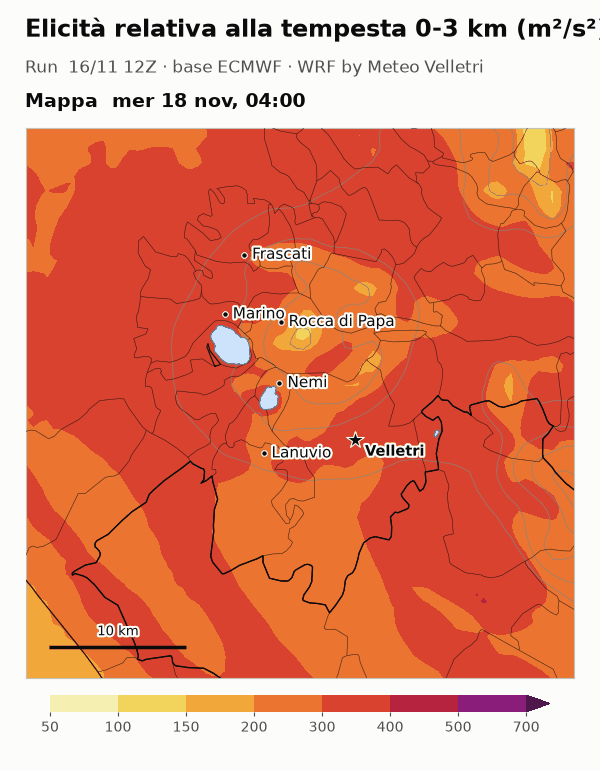 Elicità relativa alla tempesta 0-3 km (m²/s²)
Run  16/11 12Z · base ECMWF · WRF by Meteo Velletri
Mappa  mer 18 nov, 04:00
Frascati
Marino
Rocca di Papa
Nemi
Velletri
Lanuvio
10 km
50 100 150 200 300 400 500 700